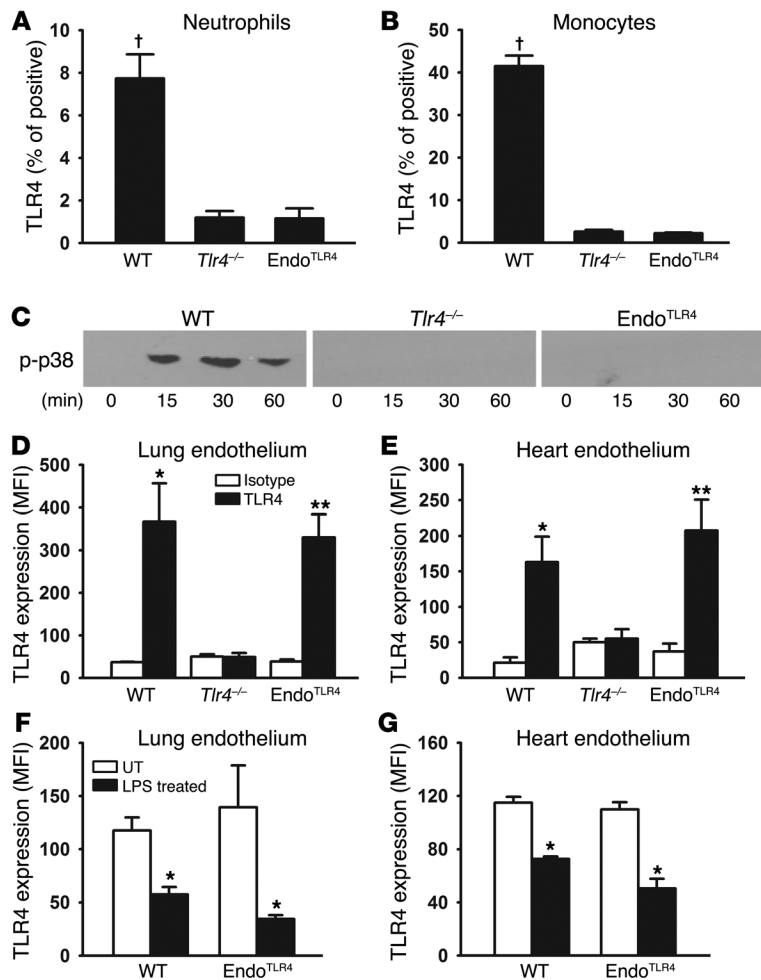 A
Neutrophils
TLR4 (% of positive)
10
8
6
4
2
0
†
WT
Tlr4–/–
EndoTLR4
B
Monocytes
TLR4 (% of positive)
50
40
30
20
10
0
†
WT
Tlr4–/–
EndoTLR4
C
WT
Tlr4–/–
EndoTLR4
p-p38
(min) 0 15 30 60 0 15 30 60 0 15 30 60
D
Lung endothelium
TLR4 expression (MFI)
500
400
300
200
100
0
Isotype
TLR4
*
**
WT
Tlr4–/–
EndoTLR4
E
Heart endothelium
TLR4 expression (MFI)
300
250
200
150
100
50
0
*
**
WT
Tlr4–/–
EndoTLR4
F
Lung endothelium
TLR4 expression (MFI)
200
150
100
50
0
UT
LPS treated
*
*
WT
EndoTLR4
G
Heart endothelium
TLR4 expression (MFI)
160
120
80
40
0
*
*
WT
EndoTLR4